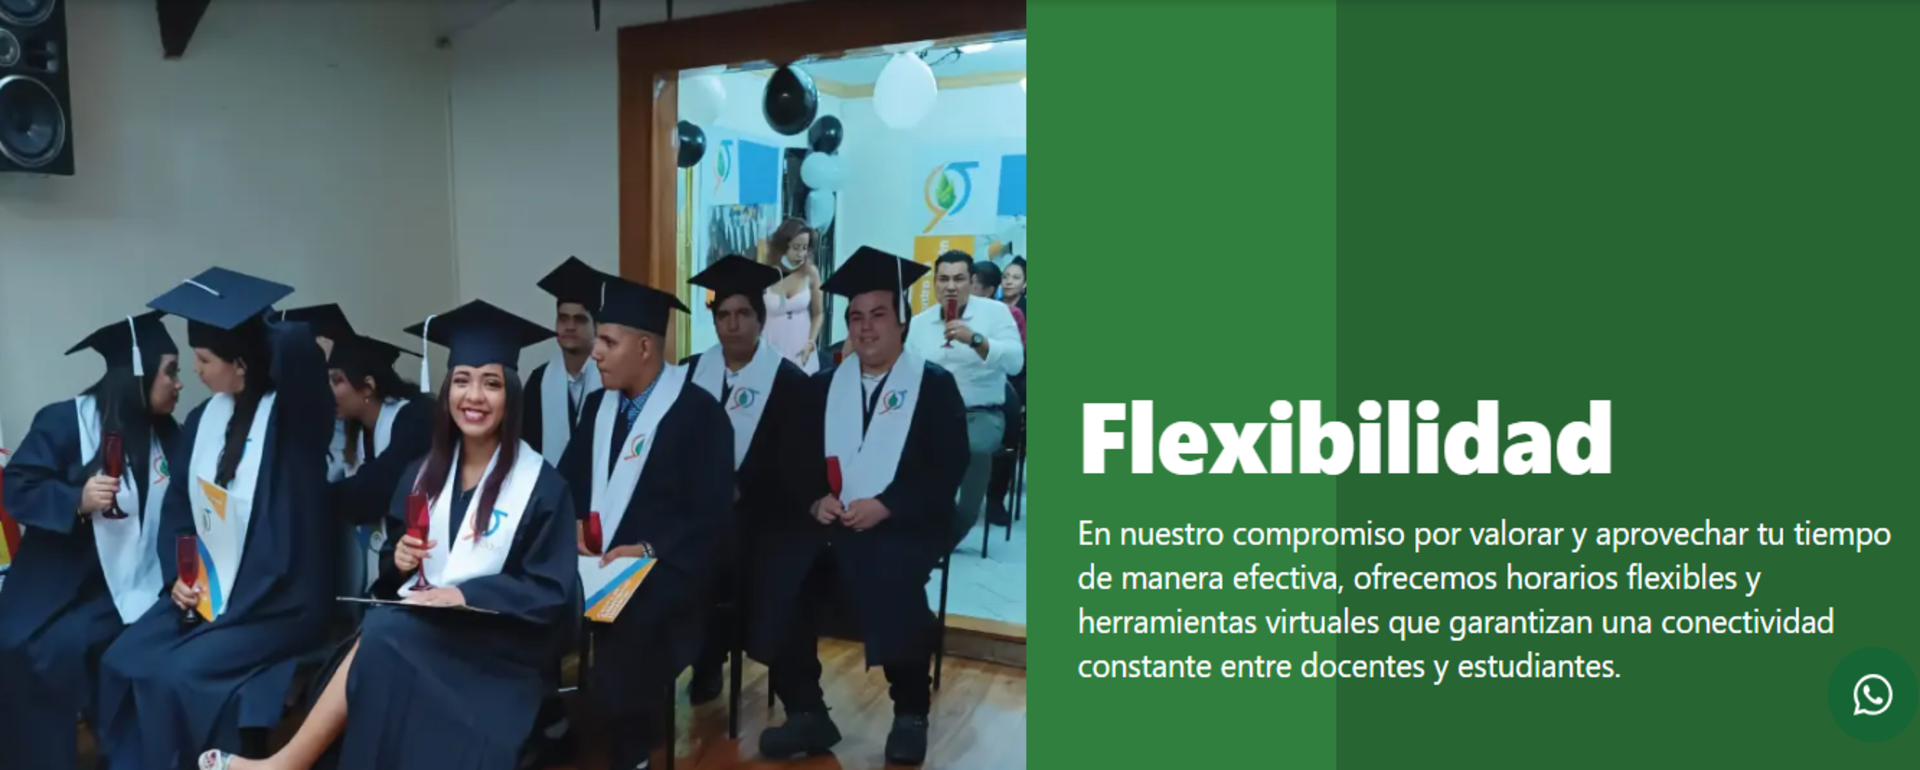 Flexibilidad
En nuestro compromiso por valorar y aprovechar tu tiempo
de manera efectiva, ofrecemos horarios flexibles y
herramientas virtuales que garantizan una conectividad
constante entre docentes y estudiantes.